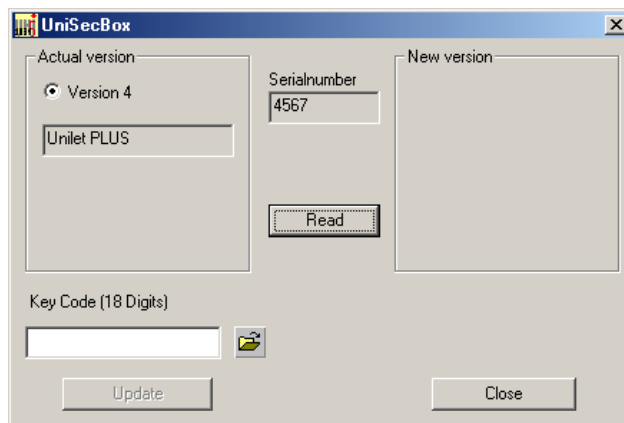 UniSecBox
Actual version
Version 4
Unilet PLUS
Serialnumber
4567
Read
New version
Key Code (18 Digits)
Update
Close